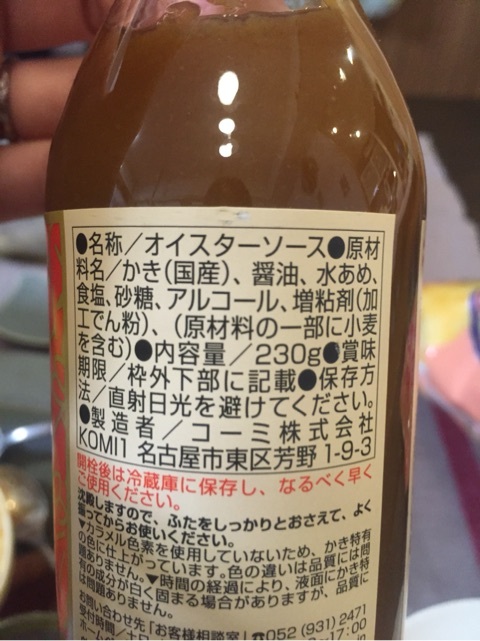 ●名称／オイスターソース●原材
料名／かき(国産)、醤油、水あめ、
食塩、砂糖、アルコール、増粘剤(加
工でん粉)、(原材料の一部に小麦
を含む)●内容量／230g●賞味
期限／枠外下部に記載●保存方
法／直射日光を避けてください。
●製造者／コーミ株式会社
KOMI1 名古屋市東区芳野1-9-3
開栓後は冷蔵庫に保存し、なるべく早く
ご使用ください。
沈殿しますので、ふたをしっかりとおさえて、よく
振ってからお使いください。
▼カラメル色素を使用していないため、かき特有
の色に仕上がっています。色の違いは品質には問
題ありません。▼時間の経過により、液面にかき特
有の成分が白く固まる場合がありますが、品質に
は問題ありません。
お問い合わせ先「お客様相談室」☎052(931)2471
受付時間／土日